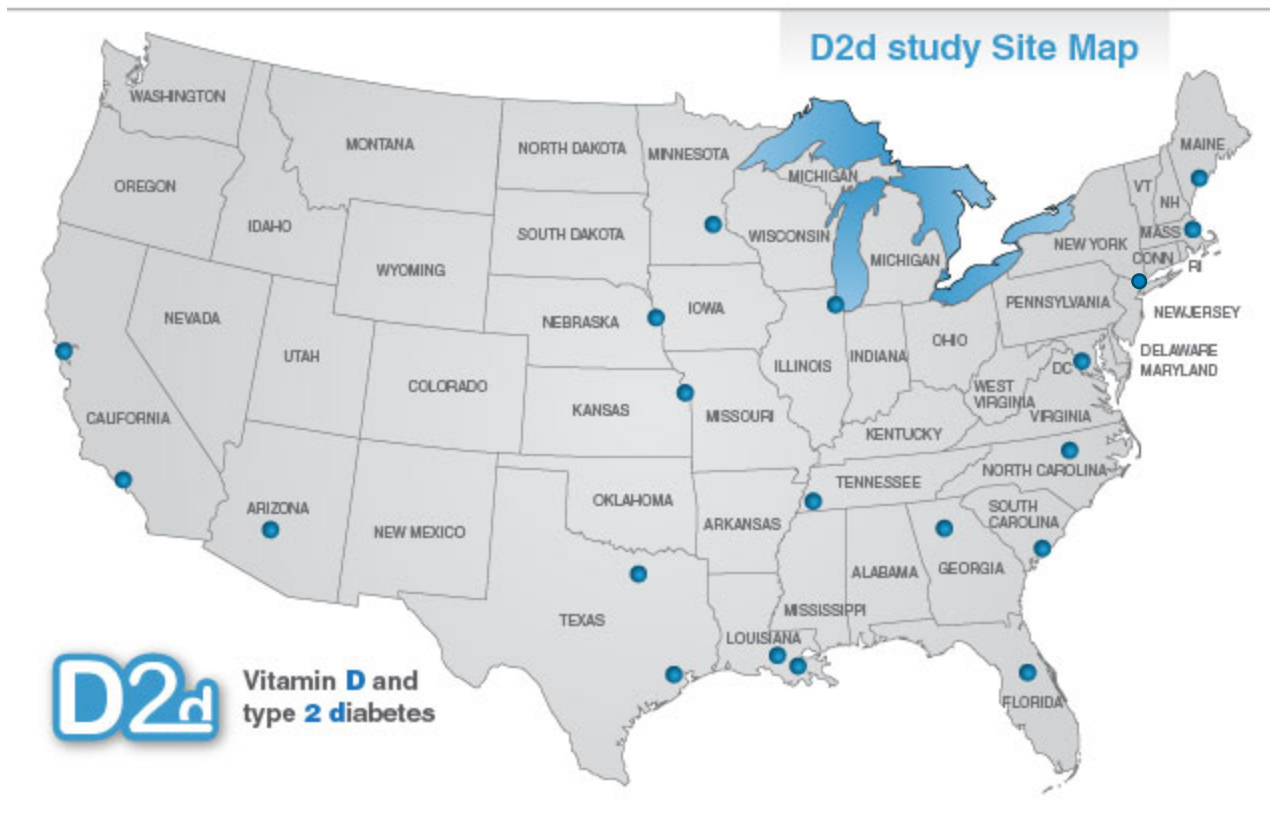 D2d study Site Map
WASHINGTON
MONTANA
NORTH DAKOTA
MINNESOTA
MAINE
OREGON
IDAHO
MICHIGAN
VT
NH
SOUTH DAKOTA
WISCONSIN
MASS
NEW YORK
WYOMING
MICHIGAN
CONN
RI
NEVADA
NEBRASKA
IOWA
PENNSYLVANIA
NEWJERSEY
UTAH
OHIO
ILLINOIS
INDIANA
DELAWARE
MARYLAND
DC
COLORADO
WEST
VIRGINIA
KANSAS
MISSOURI
VIRGINIA
CALIFORNIA
KENTUCKY
NORTH CAROLINA
TENNESSEE
OKLAHOMA
ARIZONA
NEW MEXICO
ARKANSAS
SOUTH
CAROLINA
ALABAMA
GEORGIA
MISSISSIPPI
TEXAS
LOUISIANA
FLORIDA
D2d
Vitamin D and
type 2 diabetes